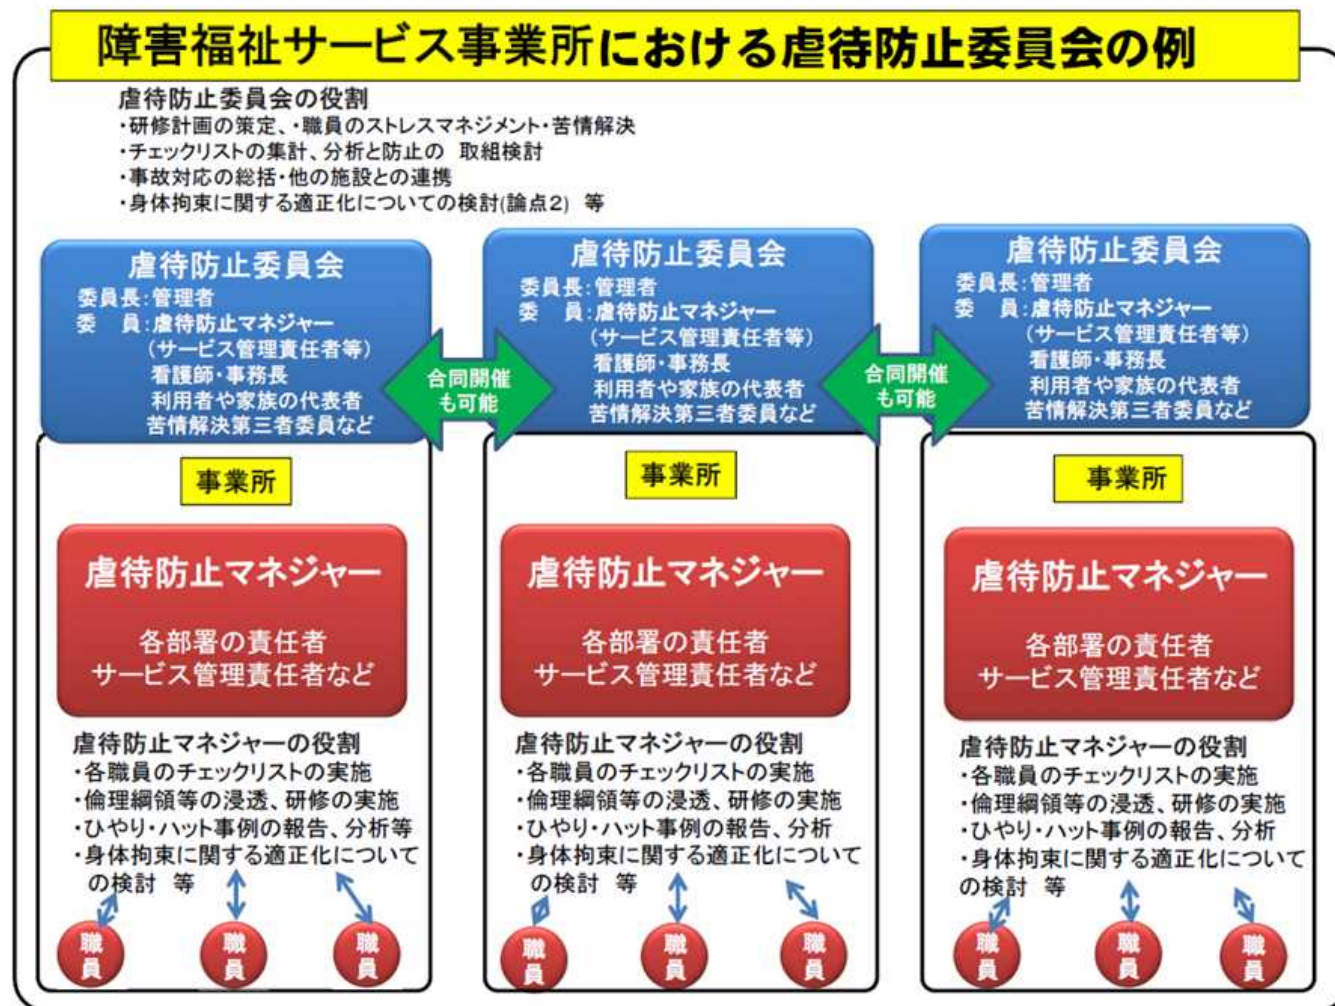 障害福祉サービス事業所における虐待防止委員会の例
虐待防止委員会の役割
・研修計画の策定、・職員のストレスマネジメント・苦情解決
・チェックリストの集計、分析と防止の 取組検討
・事故対応の総括・他の施設との連携
・身体拘束に関する適正化についての検討(論点2) 等
虐待防止委員会
委員長:管理者
委 員:虐待防止マネジャー
(サービス管理責任者等)
看護師・事務長
利用者や家族の代表者
苦情解決第三者委員など
合同開催
も可能
虐待防止委員会
委員長:管理者
委 員:虐待防止マネジャー
(サービス管理責任者等)
看護師・事務長
利用者や家族の代表者
苦情解決第三者委員など
合同開催
も可能
虐待防止委員会
委員長:管理者
委 員:虐待防止マネジャー
(サービス管理責任者等)
看護師・事務長
利用者や家族の代表者
苦情解決第三者委員など
事業所
虐待防止マネジャー
各部署の責任者
サービス管理責任者など
虐待防止マネジャーの役割
・各職員のチェックリストの実施
・倫理綱領等の浸透、研修の実施
・ひやり・ハット事例の報告、分析等
・身体拘束に関する適正化について
の検討 等
職員
職員
職員
事業所
虐待防止マネジャー
各部署の責任者
サービス管理責任者など
虐待防止マネジャーの役割
・各職員のチェックリストの実施
・倫理綱領等の浸透、研修の実施
・ひやり・ハット事例の報告、分析
・身体拘束に関する適正化について
の検討 等
職員
職員
職員
事業所
虐待防止マネジャー
各部署の責任者
サービス管理責任者など
虐待防止マネジャーの役割
・各職員のチェックリストの実施
・倫理綱領等の浸透、研修の実施
・ひやり・ハット事例の報告、分析
・身体拘束に関する適正化について
の検討 等
職員
職員
職員